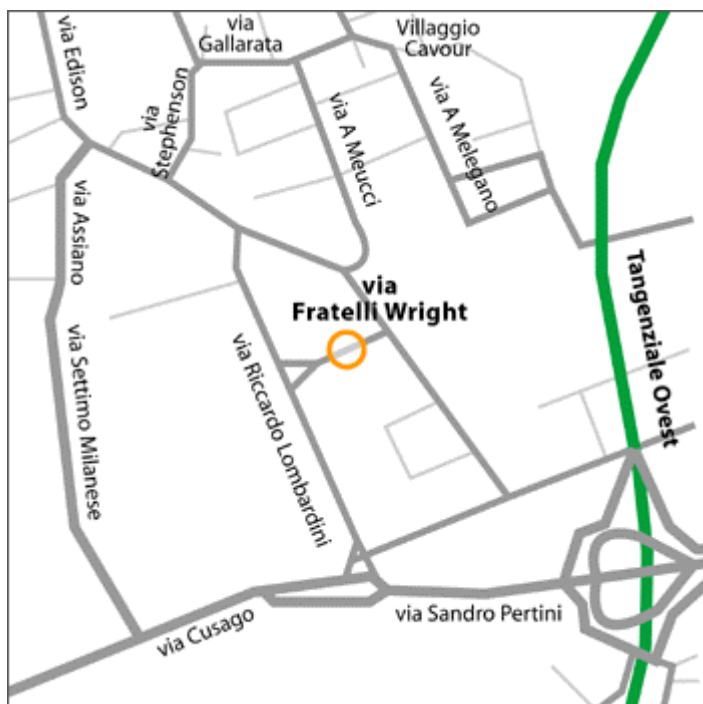 via
Gallarata
Villaggio
Cavour
via Edison
via
Stephenson
via A Meucci
via A Melegano
via Assiano
via
Fratelli Wright
Tangenziale Ovest
via Settimo Milanese
via Riccardo Lombardini
via Cusago
via Sandro Pertini